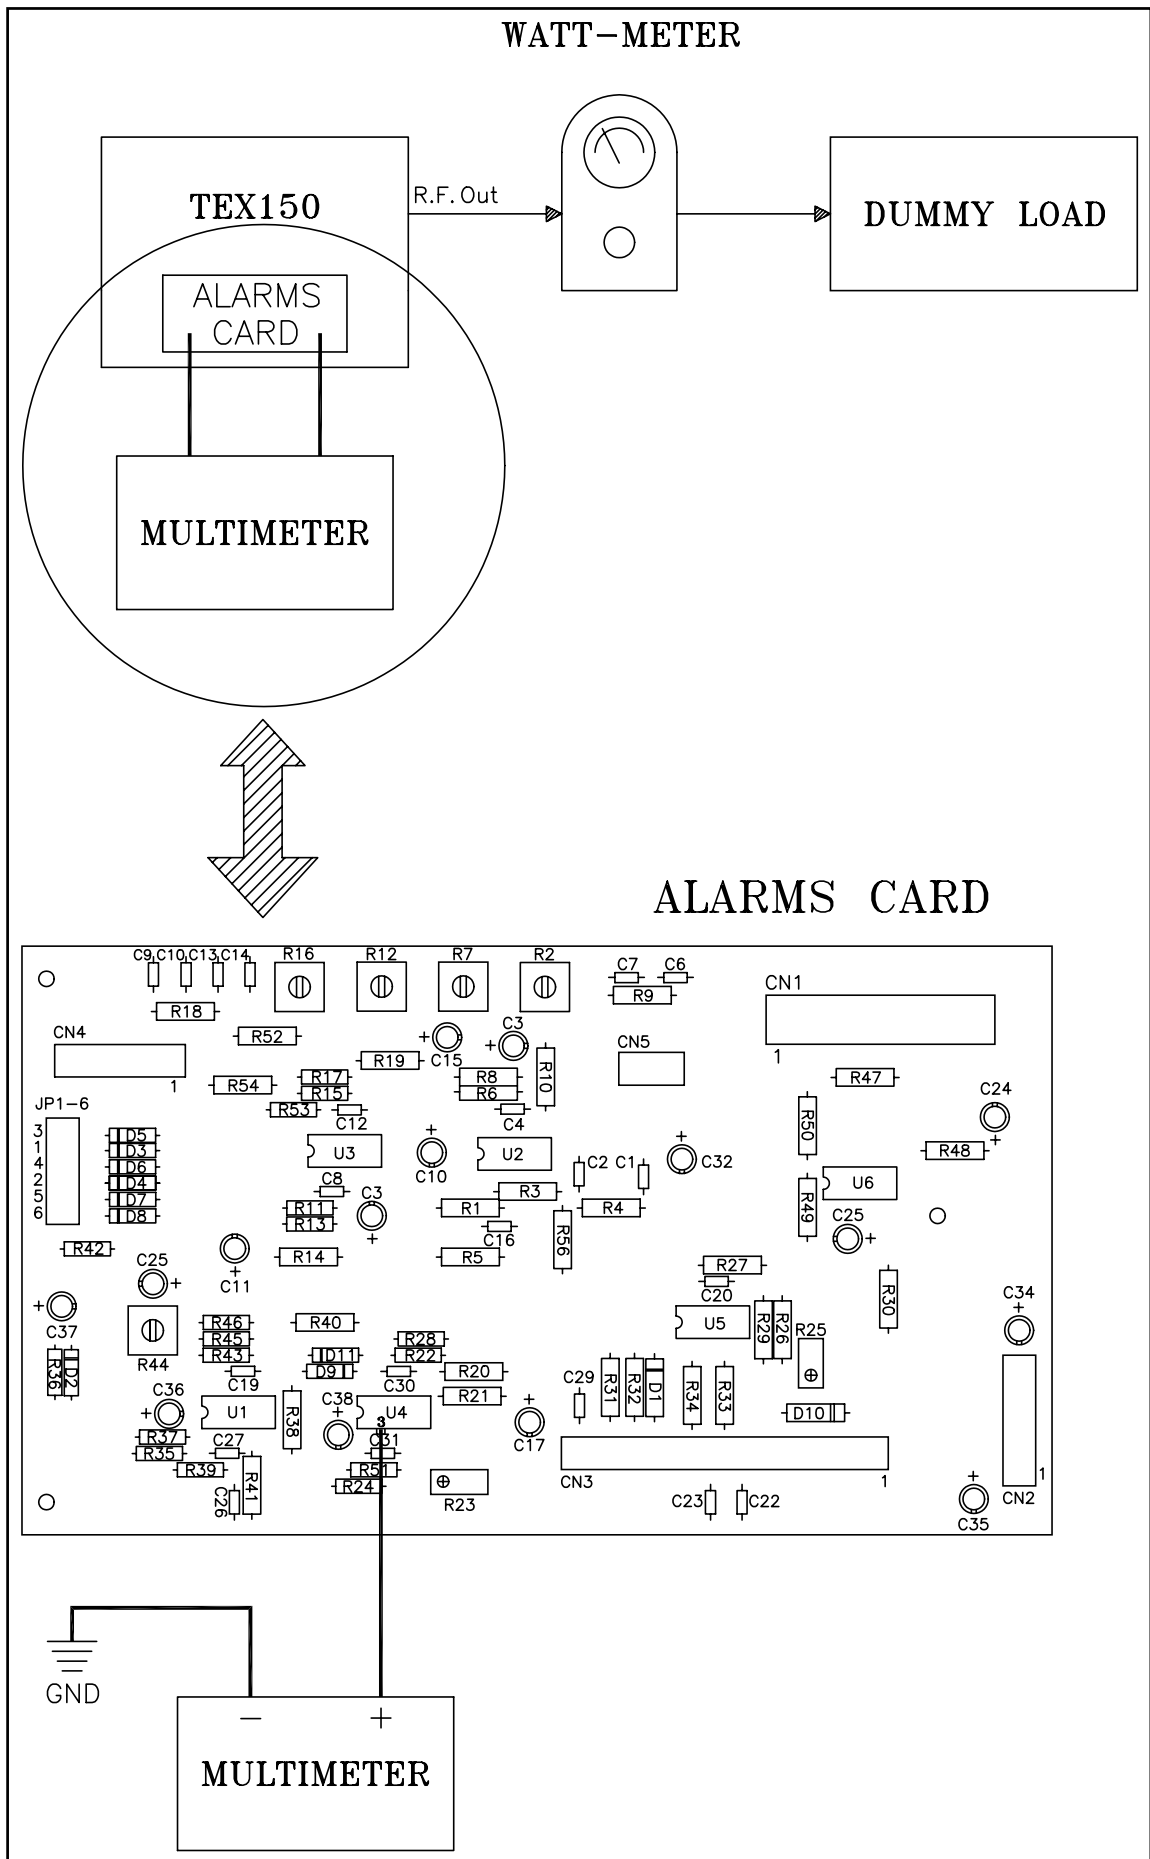 WATT-METER
TEX150
R.F. Out
DUMMY LOAD
ALARMS
CARD
MULTIMETER
ALARMS CARD
C9 C10 C13 C14 R16 R12 R7 R2 C7 C6
R9 CN1
R18
CN4 R52 C15 C3 CN5
1 R19 1
R54 R17 R8 R10 R47
R15 R6
JP1-6 R53 C12 C4 C24
3 D5 R50
1 D3 U3 U2 R48
4 D6 C10 C2 C1 C32
2 D4 C8 R3 U6
5 D7 R11 C3 R1 R4 R49
6 D8 R13 C16 R56 C25
R42 R14 R5 R27
C25 C11 C20 R30
C37 R46 R40 U5 R29 R26 R25 C34
R45 R28
R44 R43 D11 R22
R36 D2 C19 D9 C30 R20 C29 R31 R32 D1 R34 R33
C36 U1 R38 C38 U4 R21 C17 D10
3
R37 C27 C31
R35 R39 R41 R51 CN3 1 1
R24 R23 C23 C22 CN2
C26 C35
GND
− +
MULTIMETER